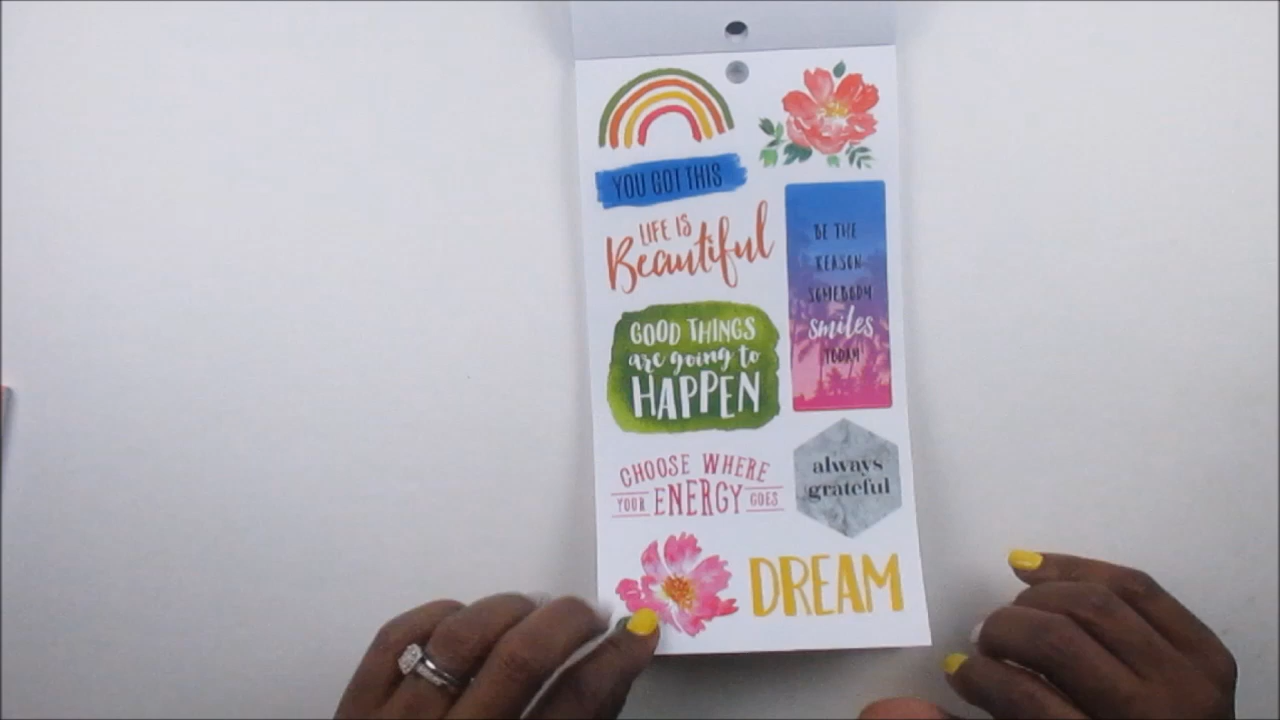 YOU GOT THIS
LIFE IS
Beautiful
BE THE
REASON
SOMEBODY
smiles
TODAY
GOOD THINGS
are going to
HAPPEN
CHOOSE WHERE
YOUR ENERGY GOES
always
grateful
DREAM